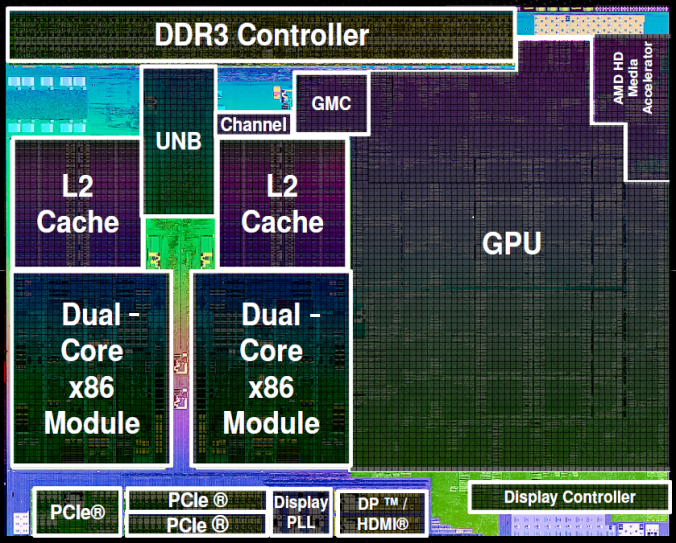 DDR3 Controller
AMD HD
Media
Accelerator
GMC
Channel
UNB
L2
Cache
L2
Cache
GPU
Dual -
Core
x86
Module
Dual -
Core
x86
Module
PCIe®
PCIe ®
PCIe ®
Display
PLL
DP ™ /
HDMI®
Display Controller